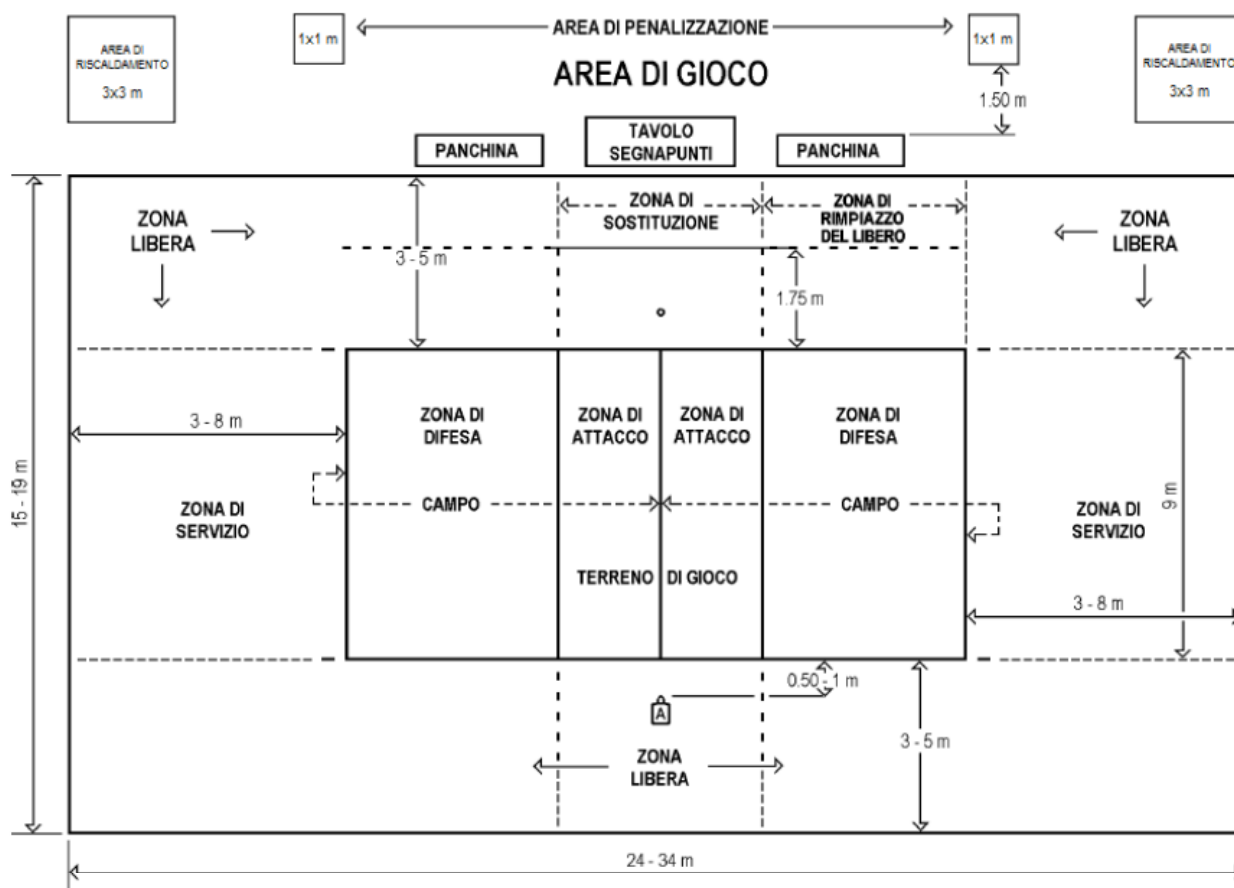 AREA DI
RISCALDAMENTO
3x3 m
1x1 m
AREA DI PENALIZZAZIONE
1x1 m
AREA DI
RISCALDAMENTO
3x3 m
AREA DI GIOCO
1.50 m
PANCHINA
TAVOLO
SEGNAPUNTI
PANCHINA
ZONA
LIBERA
3 - 5 m
ZONA DI
SOSTITUZIONE
ZONA DI
RIMPIAZZO
DEL LIBERO
ZONA
LIBERA
1.75 m
15 - 19 m
3 - 8 m
ZONA DI
DIFESA
ZONA DI
ATTACCO
ZONA DI
ATTACCO
ZONA DI
DIFESA
9 m
ZONA DI
SERVIZIO
CAMPO
CAMPO
ZONA DI
SERVIZIO
TERRENO DI GIOCO
3 - 8 m
0.50 - 1 m
A
3 - 5 m
ZONA
LIBERA
24 - 34 m